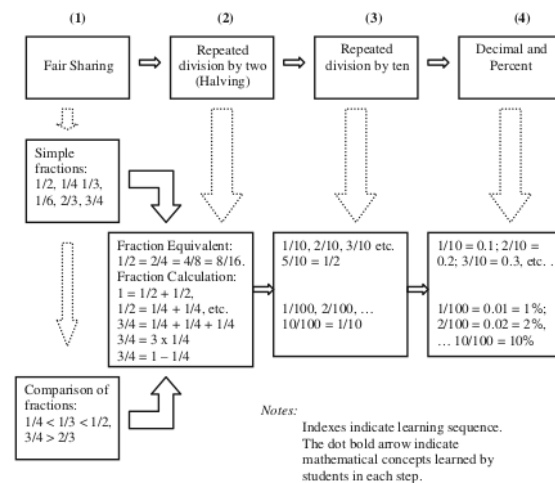 (1)
(2)
(3)
(4)
Fair Sharing
Repeated
division by two
(Halving)
Repeated
division by ten
Decimal and
Percent
Simple
fractions:
1/2, 1/4 1/3,
1/6, 2/3, 3/4
Fraction Equivalent:
1/2 = 2/4 = 4/8 = 8/16.
Fraction Calculation:
1 = 1/2 + 1/2,
1/2 = 1/4 + 1/4, etc.
3/4 = 1/4 + 1/4 + 1/4
3/4 = 3 x 1/4
3/4 = 1 – 1/4
1/10, 2/10, 3/10 etc.
5/10 = 1/2
1/100, 2/100, …
10/100 = 1/10
1/10 = 0.1; 2/10 =
0.2; 3/10 = 0.3, etc. ..
1/100 = 0.01 = 1%;
2/100 = 0.02 = 2%,
… 10/100 = 10%
Comparison of
fractions:
1/4 < 1/3 < 1/2,
3/4 > 2/3
Notes:
Indexes indicate learning sequence.
The dot bold arrow indicate
mathematical concepts learned by
students in each step.